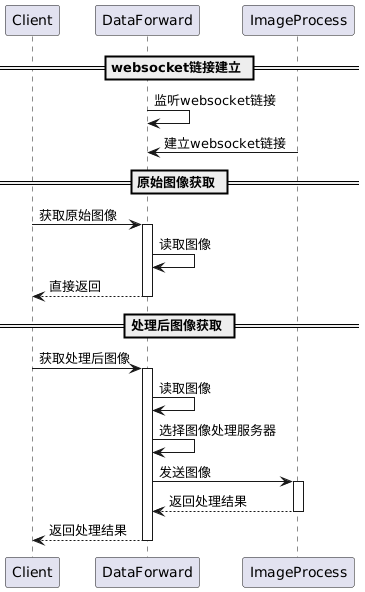 Client DataForward ImageProcess
websocket链接建立
监听websocket链接
建立websocket链接
原始图像获取
获取原始图像
读取图像
直接返回
处理后图像获取
获取处理后图像
读取图像
选择图像处理服务器
发送图像
返回处理结果
返回处理结果
Client DataForward ImageProcess